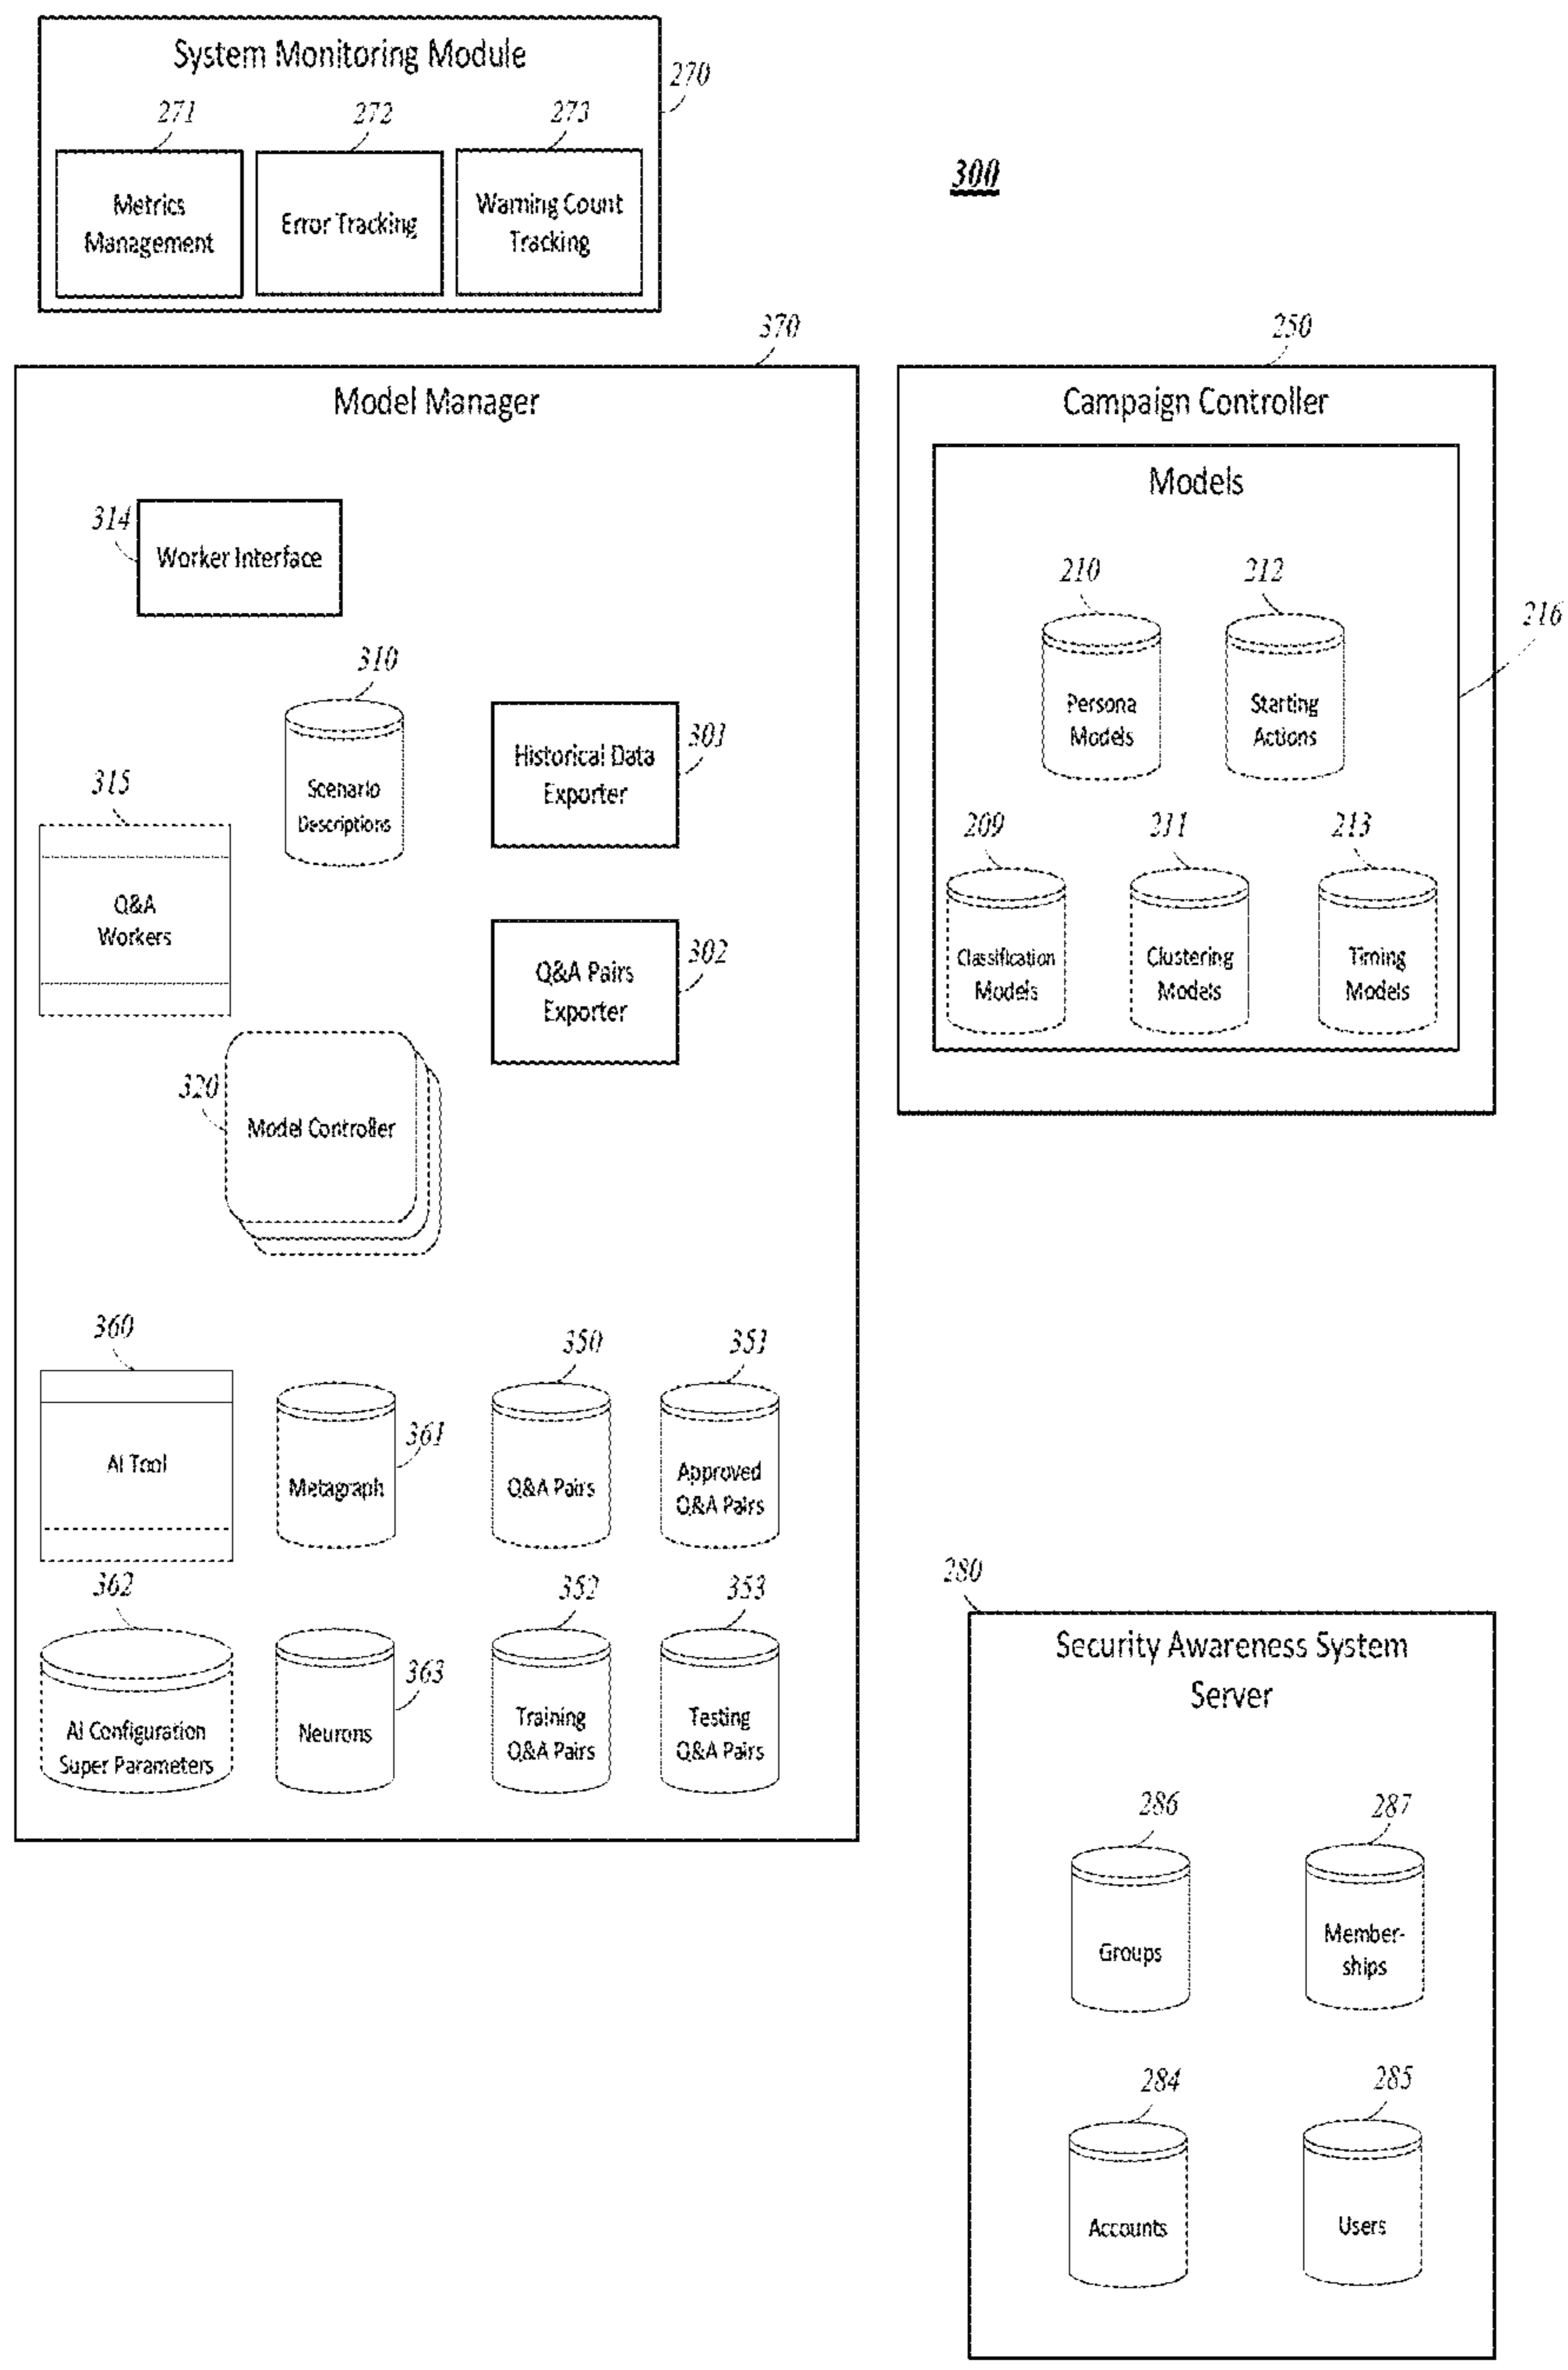 System Monitoring Module
270
271
272
273
Metrics
Management
Error Tracking
Warning Count
Tracking
300
370
Model Manager
314
Worker Interface
310
Scenario
Descriptions
301
Historical Data
Exporter
315
Q&A
Workers
302
Q&A Pairs
Exporter
320
Model Controller
360
AI Tool
361
Metagraph
350
Q&A Pairs
351
Approved
Q&A Pairs
362
AI Configuration
Super Parameters
363
Neurons
352
Training
Q&A Pairs
353
Testing
Q&A Pairs
250
Campaign Controller
Models
216
210
Persona
Models
212
Starting
Actions
209
Classification
Models
211
Clustering
Models
213
Timing
Models
280
Security Awareness System
Server
286
Groups
287
Member-
ships
284
Accounts
285
Users